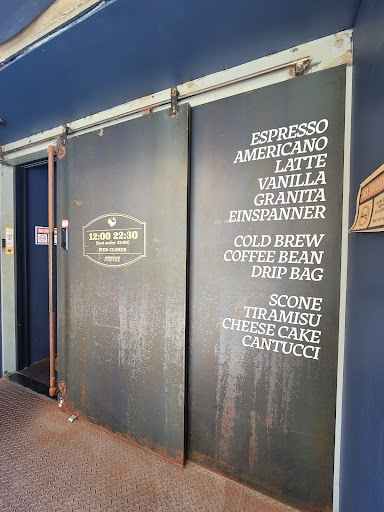 12:00 22:30
WED CLOSED
ESPRESSO
AMERICANO
LATTE
VANILLA
GRANITA
EINSPANNER
COLD BREW
COFFEE BEAN
DRIP BAG
SCONE
TIRAMISU
CHEESE CAKE
CANTUCCI